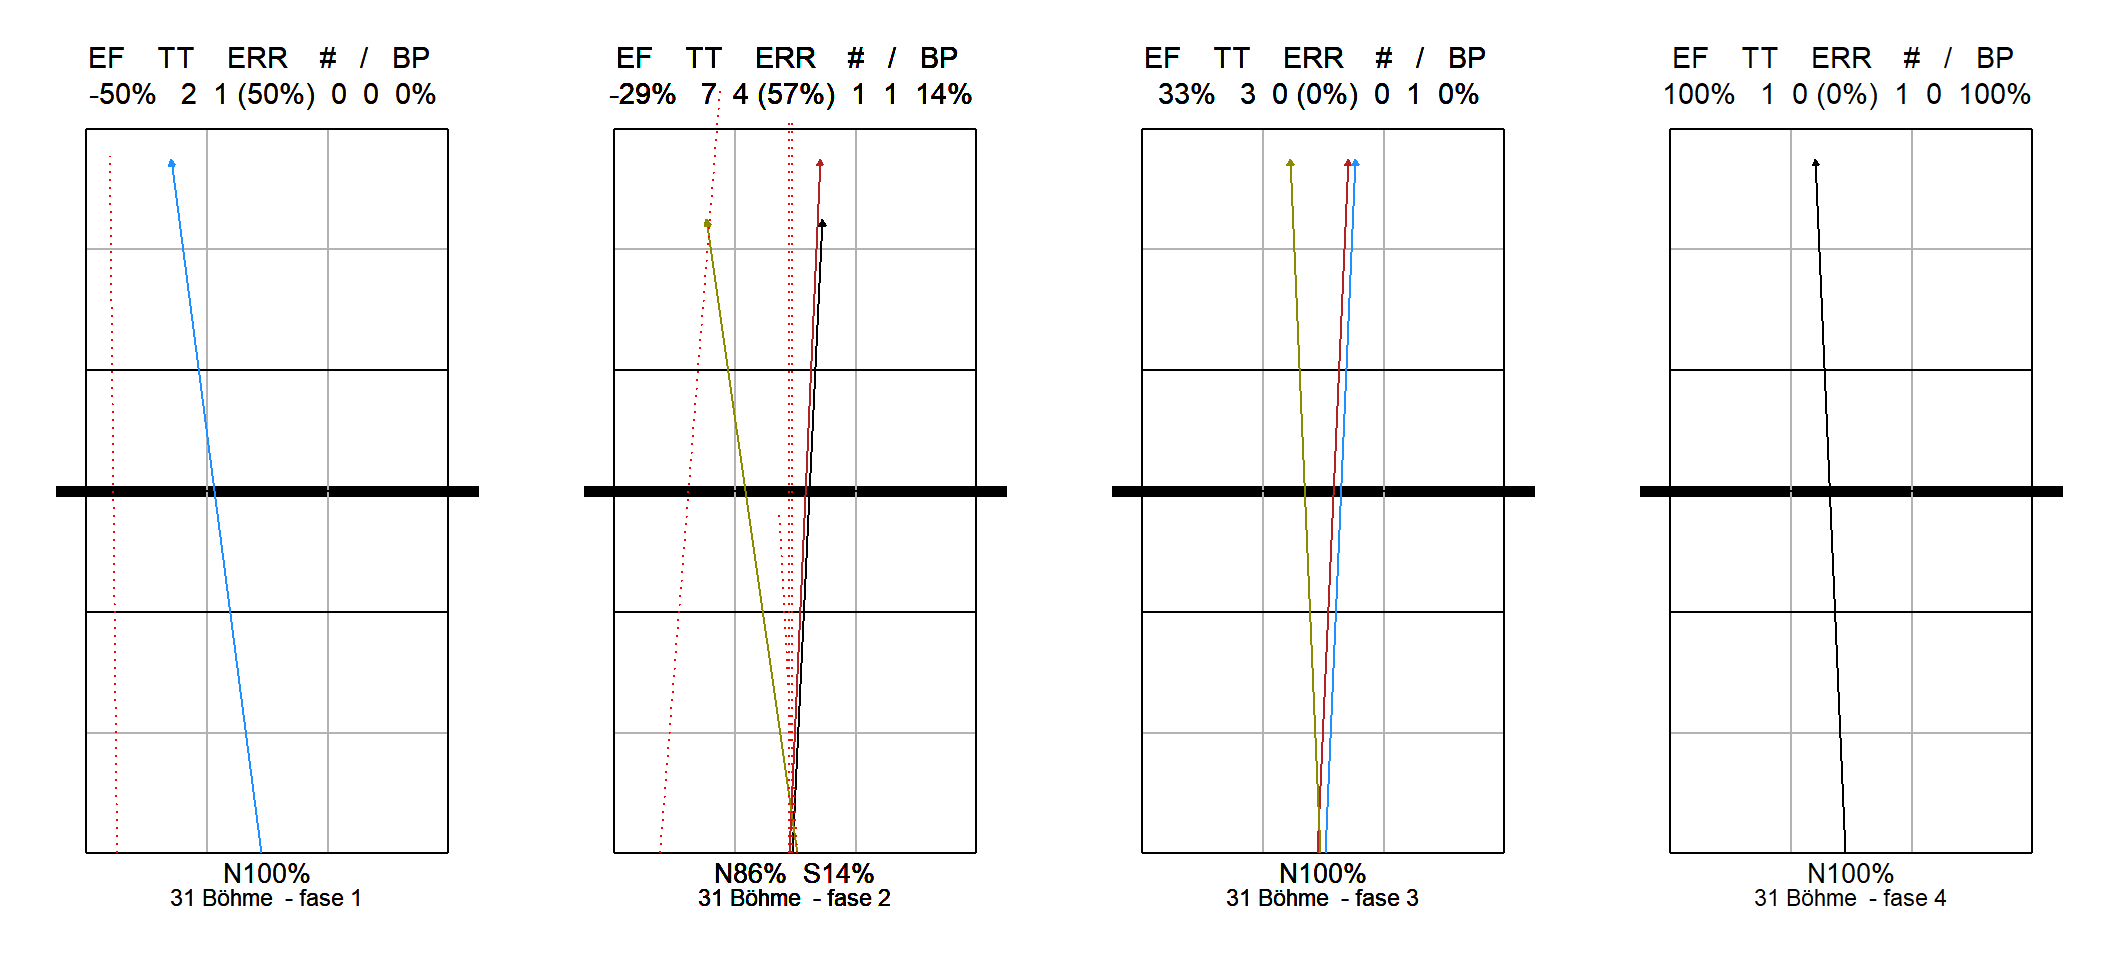 EF TT ERR # / BP
-50% 2 1 (50%) 0 0 0%
N100%
31 Böhme - fase 1
EF TT ERR # / BP
-29% 7 4 (57%) 1 1 14%
N86% S14%
31 Böhme - fase 2
EF TT ERR # / BP
33% 3 0 (0%) 0 1 0%
N100%
31 Böhme - fase 3
EF TT ERR # / BP
100% 1 0 (0%) 1 0 100%
N100%
31 Böhme - fase 4